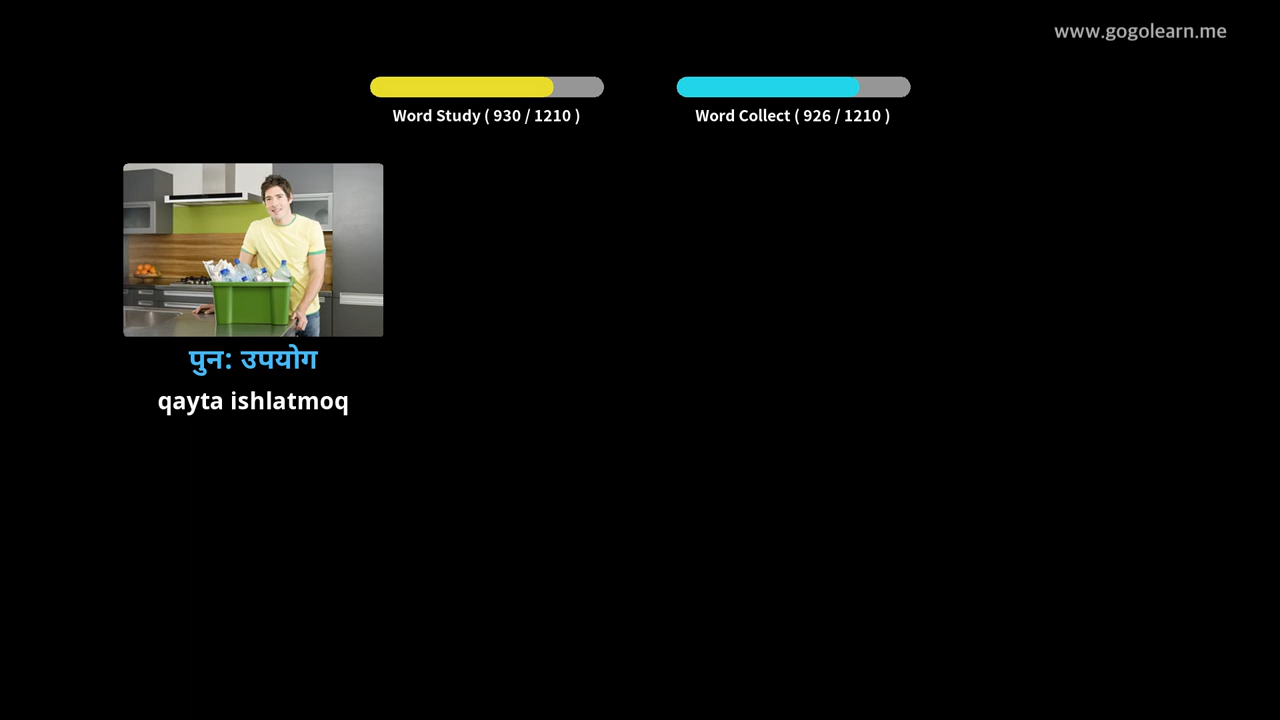 www.gogolearn.me
Word Study ( 930 / 1210 )
Word Collect ( 926 / 1210 )
पुन: उपयोग
qayta ishlatmoq